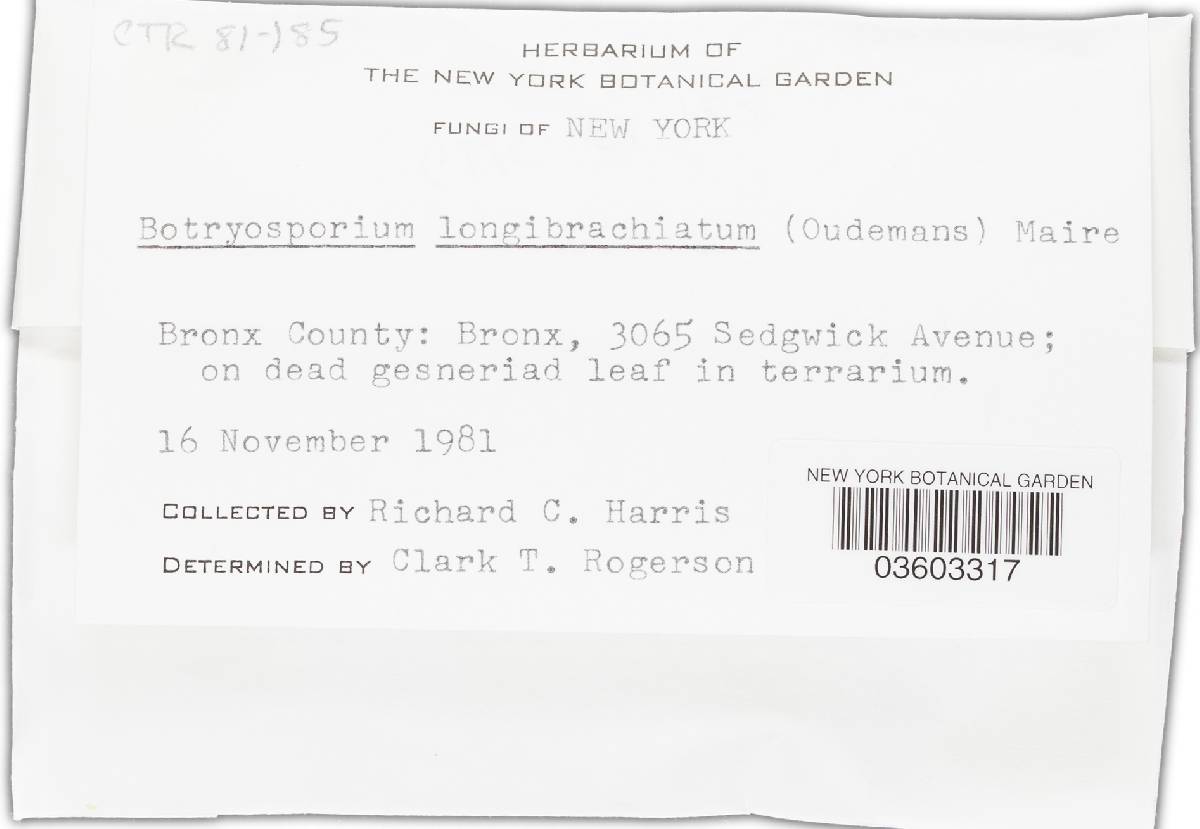 CTR 81-185
HERBARIUM OF
THE NEW YORK BOTANICAL GARDEN
FUNGI OF NEW YORK
Botryosporium longibrachiatum (Oudemans) Maire
Bronx County: Bronx, 3065 Sedgwick Avenue;
on dead gesneriad leaf in terrarium.
16 November 1981
COLLECTED BY Richard C. Harris
DETERMINED BY Clark T. Rogerson
NEW YORK BOTANICAL GARDEN
03603317